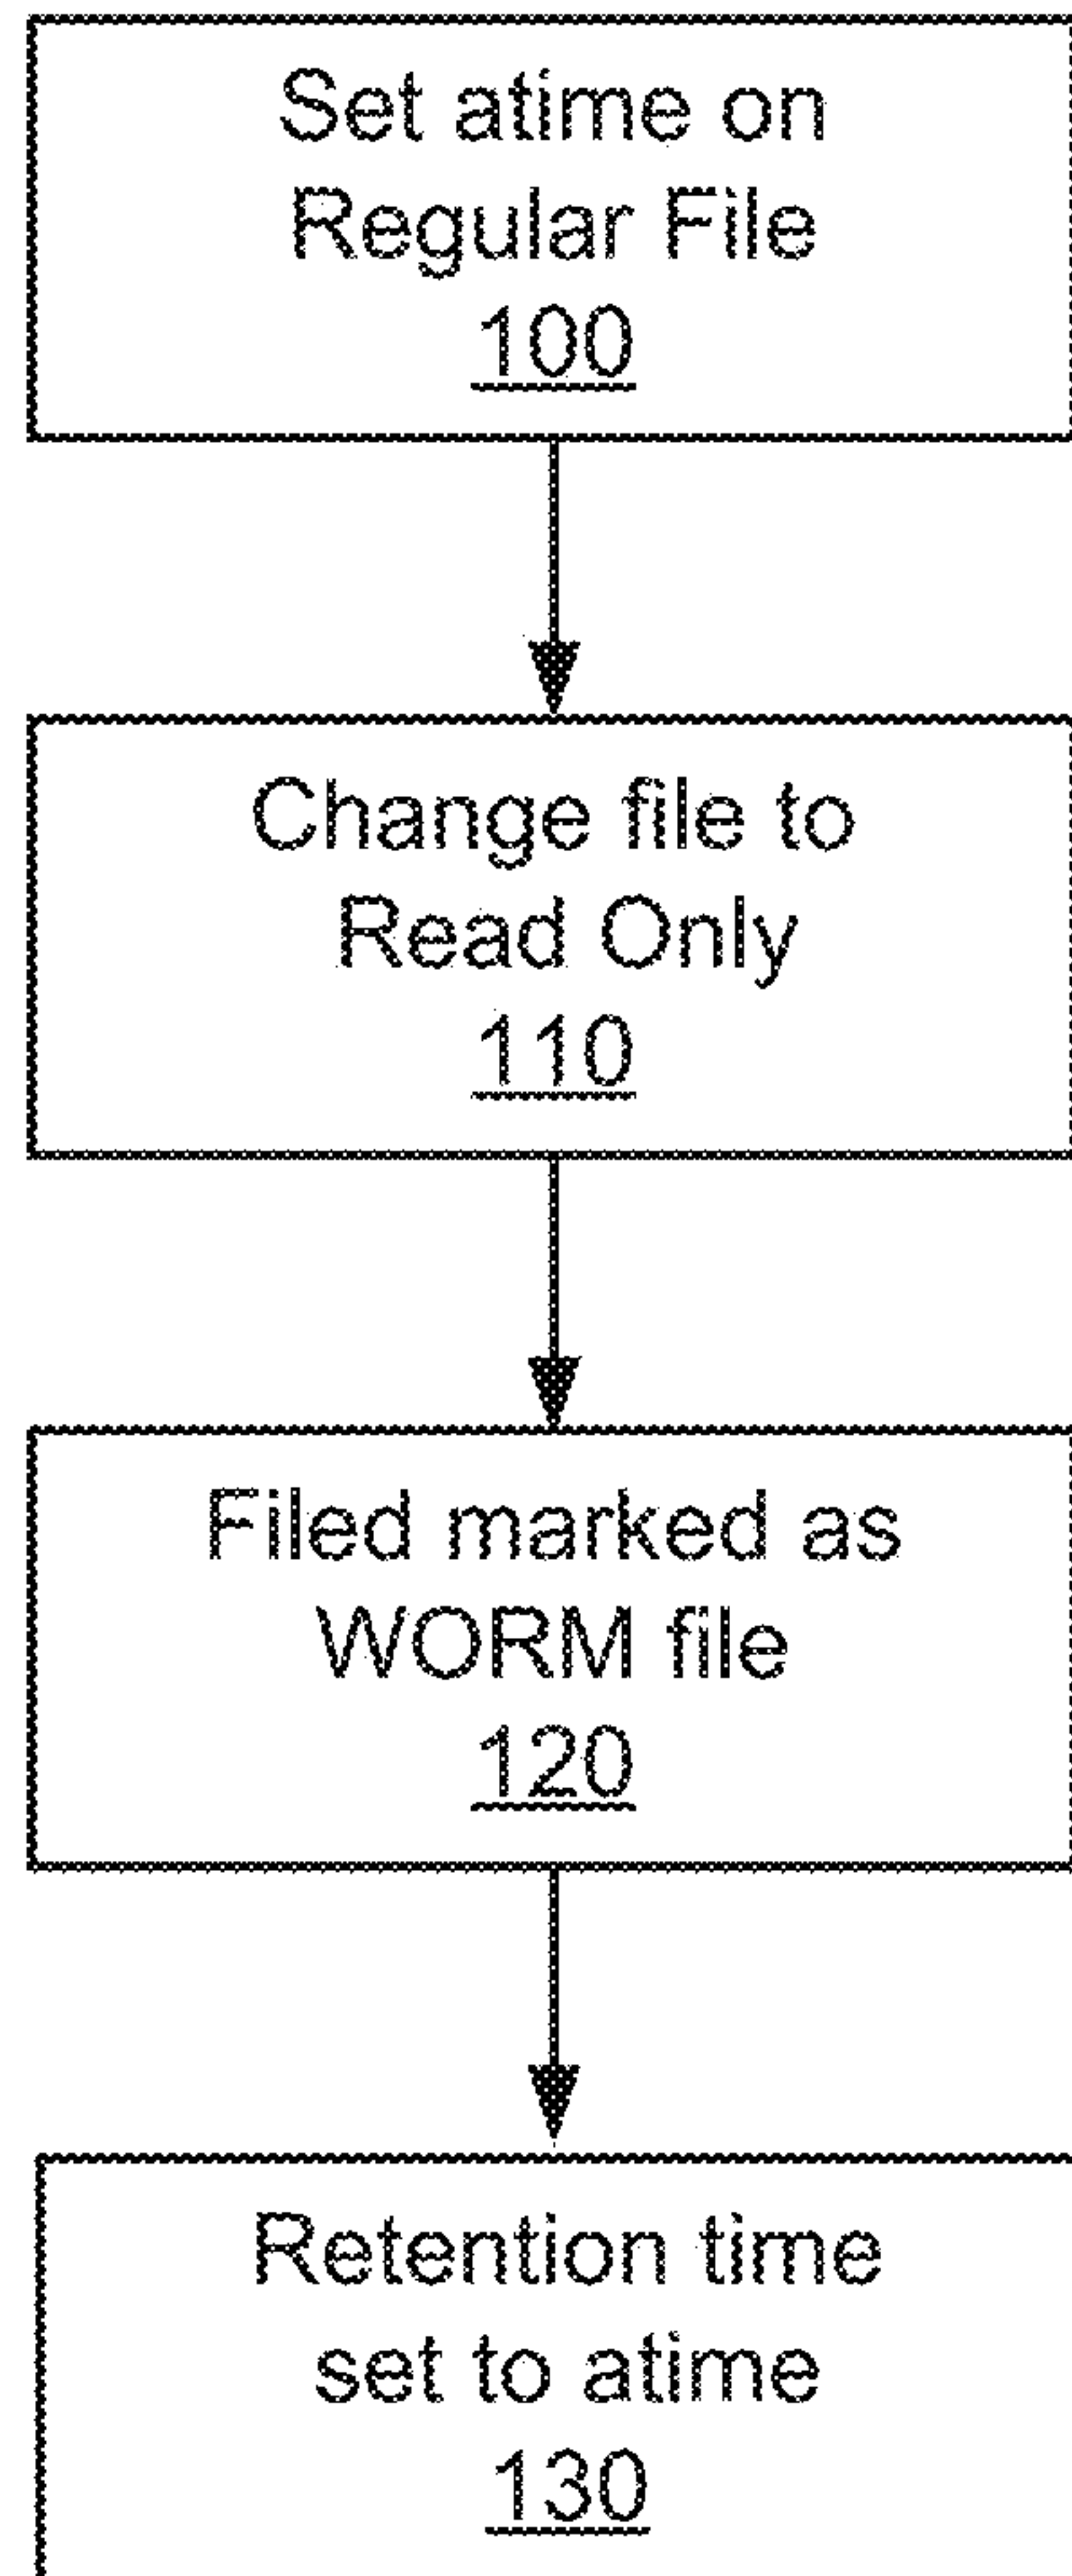 Set atime on
Regular File
100
Change file to
Read Only
110
Filed marked as
WORM file
120
Retention time
set to atime
130